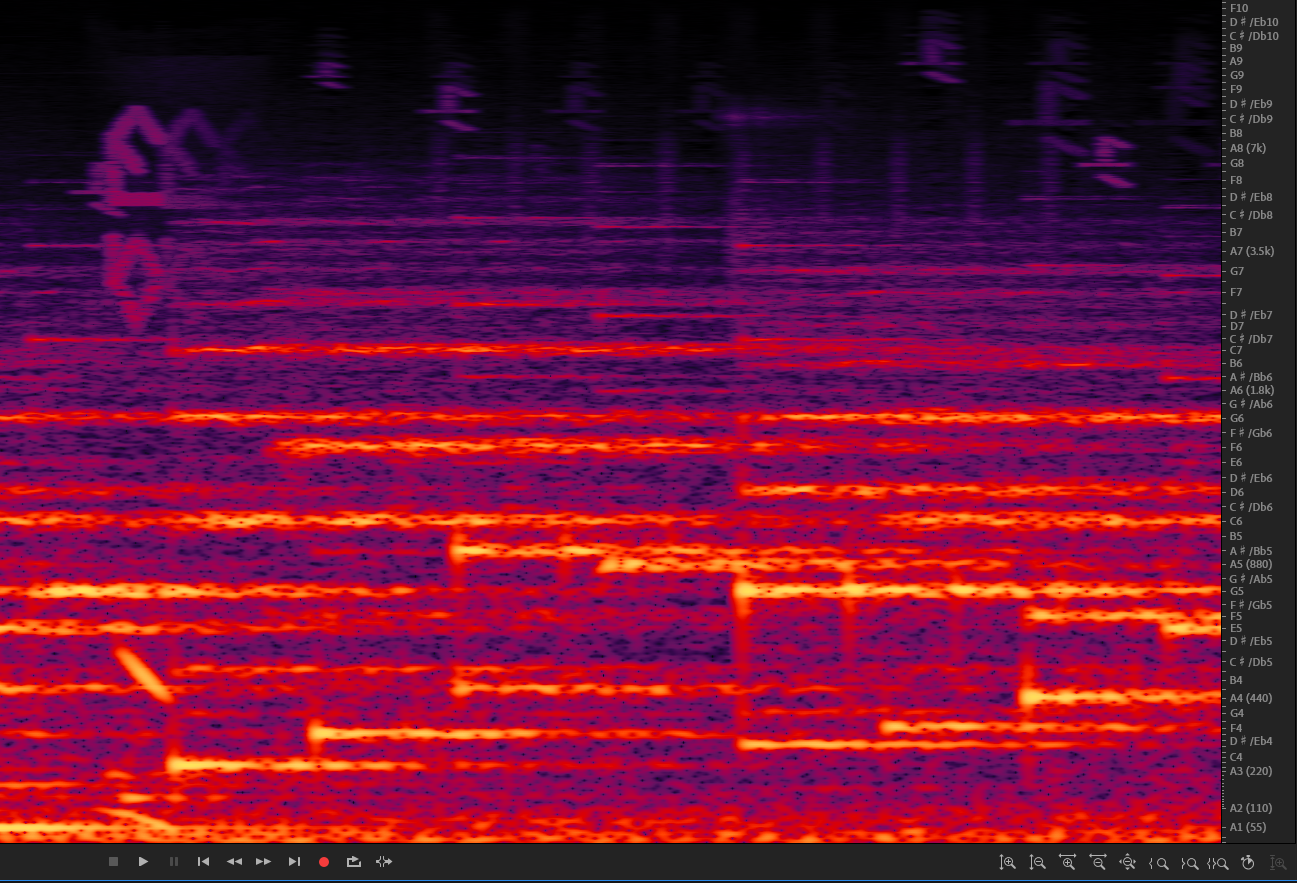 F10
D♯/Eb10
C♯/Db10
B9
A9
G9
F9
D♯/Eb9
C♯/Db9
B8
A8 (7k)
G8
F8
D♯/Eb8
C♯/Db8
B7
A7 (3.5k)
G7
F7
D♯/Eb7
D7
C♯/Db7
C7
B6
A♯/Bb6
A6 (1.8k)
G♯/Ab6
G6
F♯/Gb6
F6
E6
D♯/Eb6
D6
C♯/Db6
C6
B5
A♯/Bb5
A5 (880)
G♯/Ab5
G5
F♯/Gb5
F5
E5
D♯/Eb5
C♯/Db5
B4
A4 (440)
G4
F4
D♯/Eb4
C4
A3 (220)
A2 (110)
A1 (55)